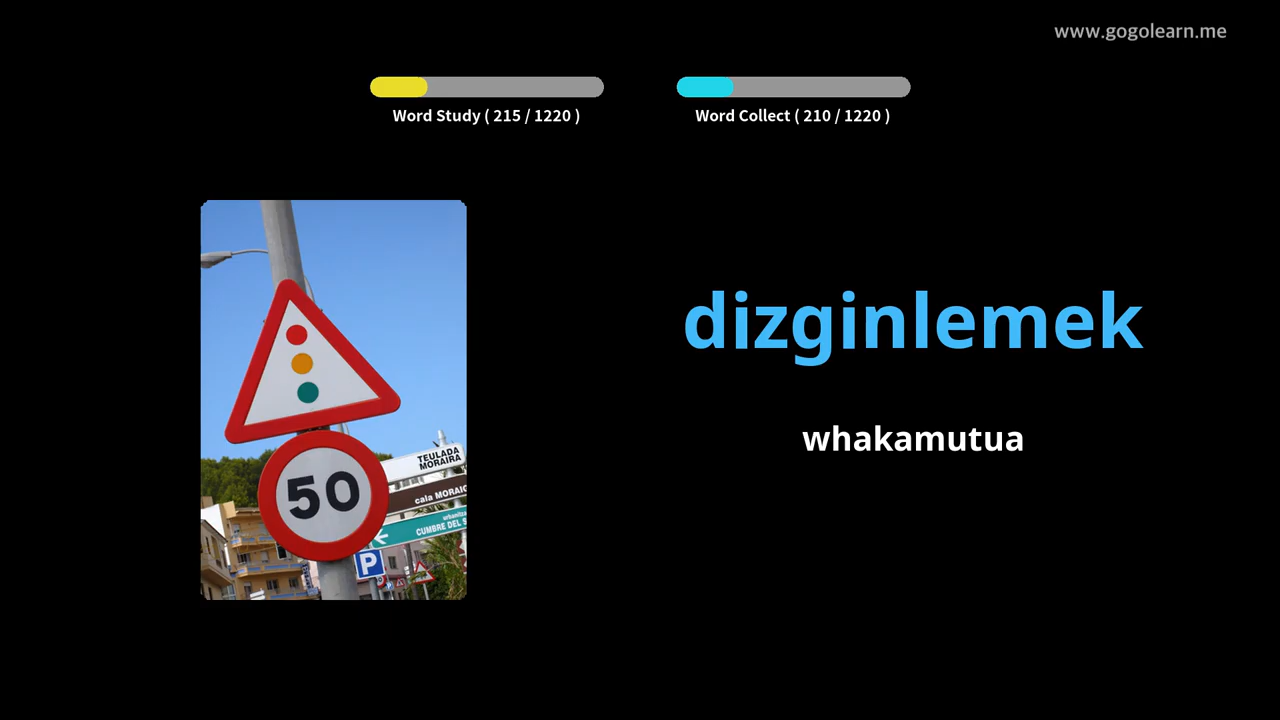 www.gogolearn.me
Word Study ( 215 / 1220 )
Word Collect ( 210 / 1220 )
dizginlemek
whakamutua
50
TEULADA
MORAIRA
cala
CUMBRE DEL
P